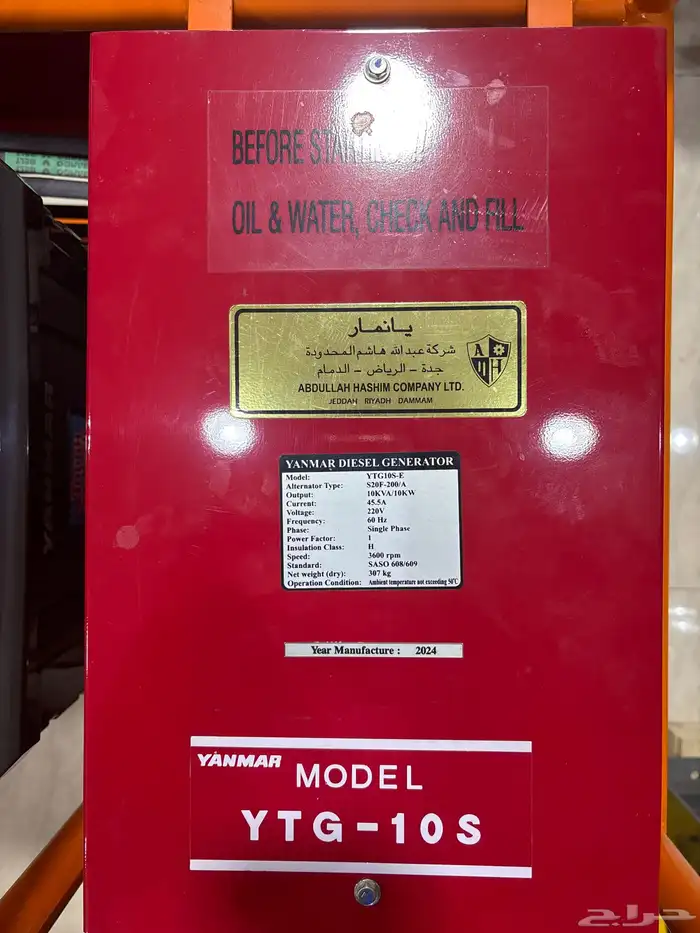 BEFORE
OIL & WATER, CHECK AND FILL
يانمار
شركة عبدالله هاشم المحدودة
جدة - الرياض - الدمام
ABDULLAH HASHIM COMPANY LTD.
JEDDAH RIYADH DAMMAM
A
H
YANMAR DIESEL GENERATOR
Model: YTG10S-E
Alternator Type: S20F-200/A
Output: 10KVA/10KW
Current: 45.5A
Voltage: 220V
Frequency: 60 Hz
Phase: Single Phase
Power Factor: 1
Insulation Class: H
Speed: 3600 rpm
Standard: SASO 608/609
Net weight (dry): 307 kg
Operation Condition: Ambient temperature not exceeding 50°C
Year Manufacture : 2024
YANMAR MODEL
YTG-10S
حراج